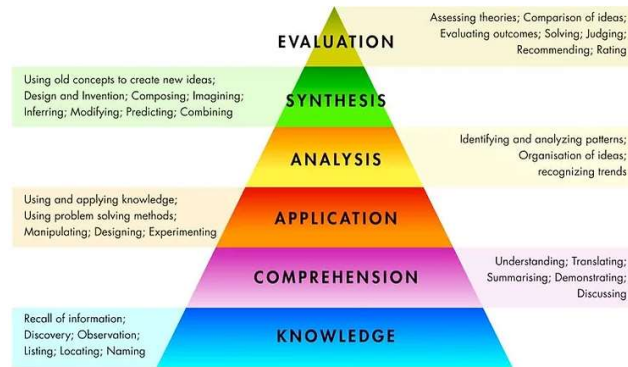 Assessing theories; Comparison of ideas;
Evaluating outcomes; Solving; Judging;
Recommending; Rating
EVALUATION
Using old concepts to create new ideas;
Design and Invention; Composing; Imagining;
Inferring; Modifying; Predicting; Combining
SYNTHESIS
Identifying and analyzing patterns;
Organisation of ideas;
recognizing trends
ANALYSIS
Using and applying knowledge;
Using problem solving methods;
Manipulating; Designing; Experimenting
APPLICATION
Understanding; Translating;
Summarising; Demonstrating;
Discussing
COMPREHENSION
Recall of information;
Discovery; Observation;
Listing; Locating; Naming
KNOWLEDGE